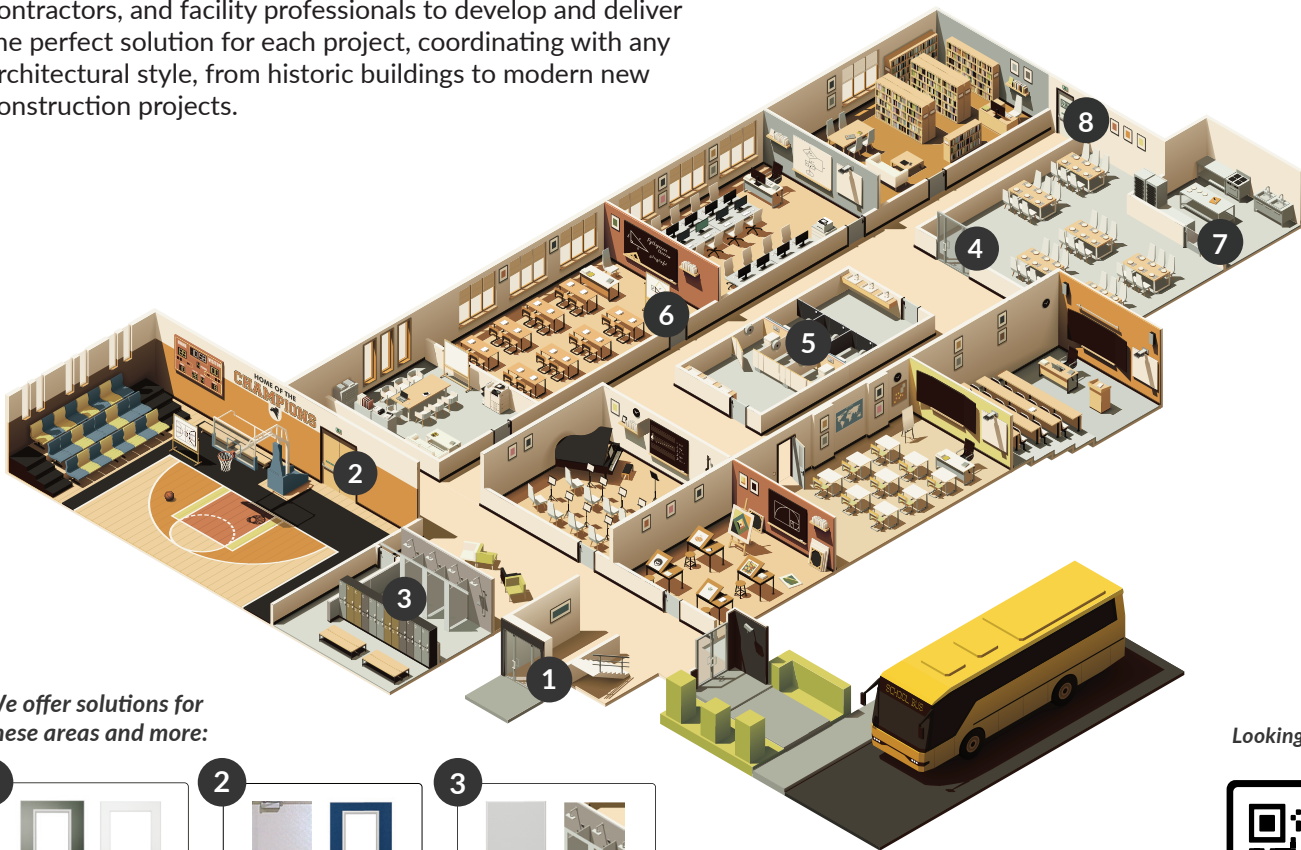 ontractors, and facility professionals to develop and deliver
he perfect solution for each project, coordinating with any
rchitectural style, from historic buildings to modern new
onstruction projects.
8
4
7
6
5
HOME OF THE
CHAMPIONS
2
3
1
SCHOOL BUS
We offer solutions for
hese areas and more:
Looking
2
3